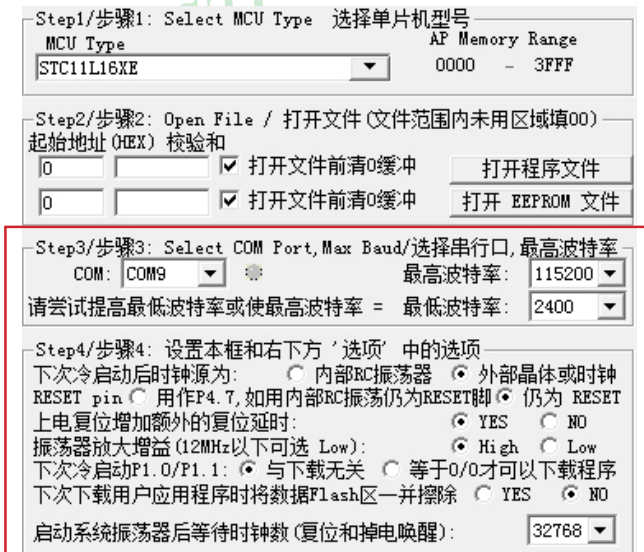 Step1/步骤1: Select MCU Type 选择单片机型号
MCU Type AP Memory Range
STC11L16XE 0000 - 3FFF
Step2/步骤2: Open File / 打开文件(文件范围内未用区域填00)
起始地址(HEX) 校验和
0 打开文件前清0缓冲 打开程序文件
0 打开文件前清0缓冲 打开 EEPROM 文件
Step3/步骤3: Select COM Port,Max Baud/选择串行口,最高波特率
COM: COM9 最高波特率: 115200
请尝试提高最低波特率或使最高波特率 = 最低波特率: 2400
Step4/步骤4: 设置本框和右下方 '选项' 中的选项
下次冷启动后时钟源为: 内部RC振荡器 外部晶体或时钟
RESET pin 用作P4.7,如用内部RC振荡仍为RESET脚 仍为 RESET
上电复位增加额外的复位延时: YES NO
振荡器放大增益(12MHz以下可选 Low): High Low
下次冷启动P1.0/P1.1: 与下载无关 等于0/0才可以下载程序
下次下载用户应用程序时将数据Flash区一并擦除 YES NO
启动系统振荡器后等待时钟数(复位和掉电唤醒): 32768